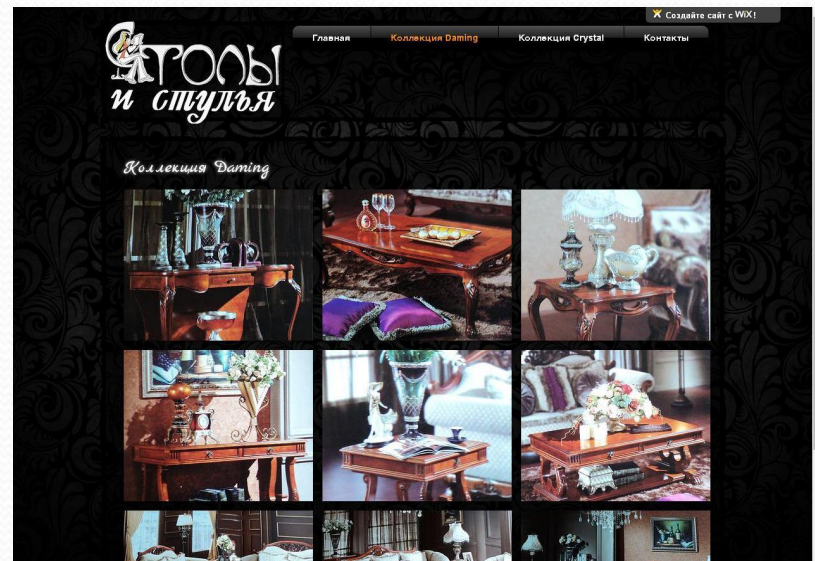 Создайте сайт с WiX!
Столы
и стулья
Главная
Коллекция Daming
Коллекция Crystal
Контакты
Коллекция Daming